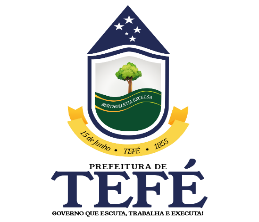 15 de Junho • TEFÉ • 1855
PREFEITURA DE
TEFÉ
GOVERNO QUE ESCUTA, TRABALHA E EXECUTA!